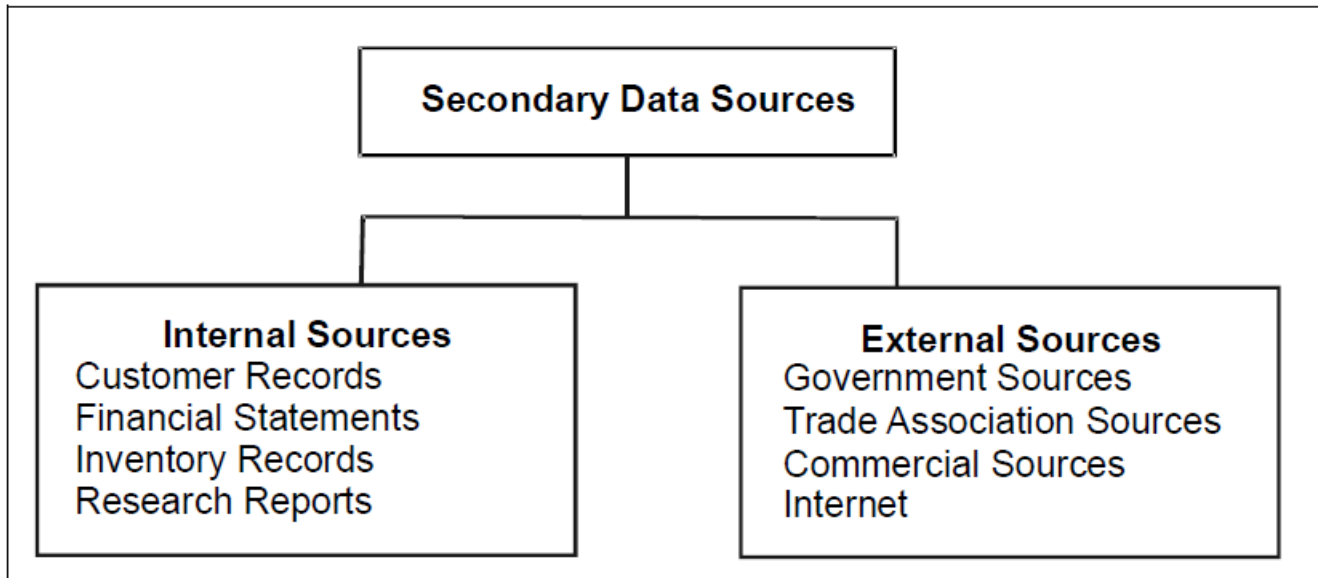 Secondary Data Sources
Internal Sources
Customer Records
Financial Statements
Inventory Records
Research Reports
External Sources
Government Sources
Trade Association Sources
Commercial Sources
Internet